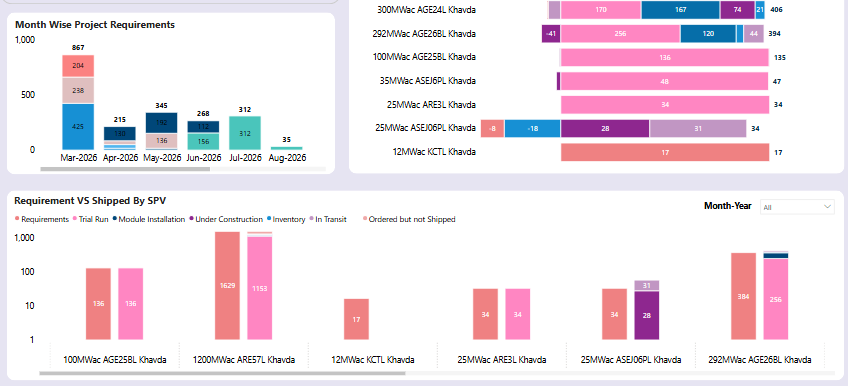 Month Wise Project Requirements
1,000
500
0
867
204
238
425
215
130
345
192
136
268
112
156
312
312
35
Mar-2026 Apr-2026 May-2026 Jun-2026 Jul-2026 Aug-2026
300MWac AGE24L Khavda 170 167 74 21 406
292MWac AGE26BL Khavda -41 256 120 44 394
100MWac AGE25BL Khavda 136 135
35MWac ASEJ6PL Khavda 48 47
25MWac ARE3L Khavda 34 34
25MWac ASEJ06PL Khavda -8 -18 28 31 34
12MWac KCTL Khavda 17 17
Requirement VS Shipped By SPV
Requirements Trial Run Module Installation Under Construction Inventory In Transit Ordered but not Shipped
Month-Year All
1,000
100
10
1
136 136
1629 1153
17
34 34
34 31 28
384 256
100MWac AGE25BL Khavda 1200MWac ARE57L Khavda 12MWac KCTL Khavda 25MWac ARE3L Khavda 25MWac ASEJ06PL Khavda 292MWac AGE26BL Khavda